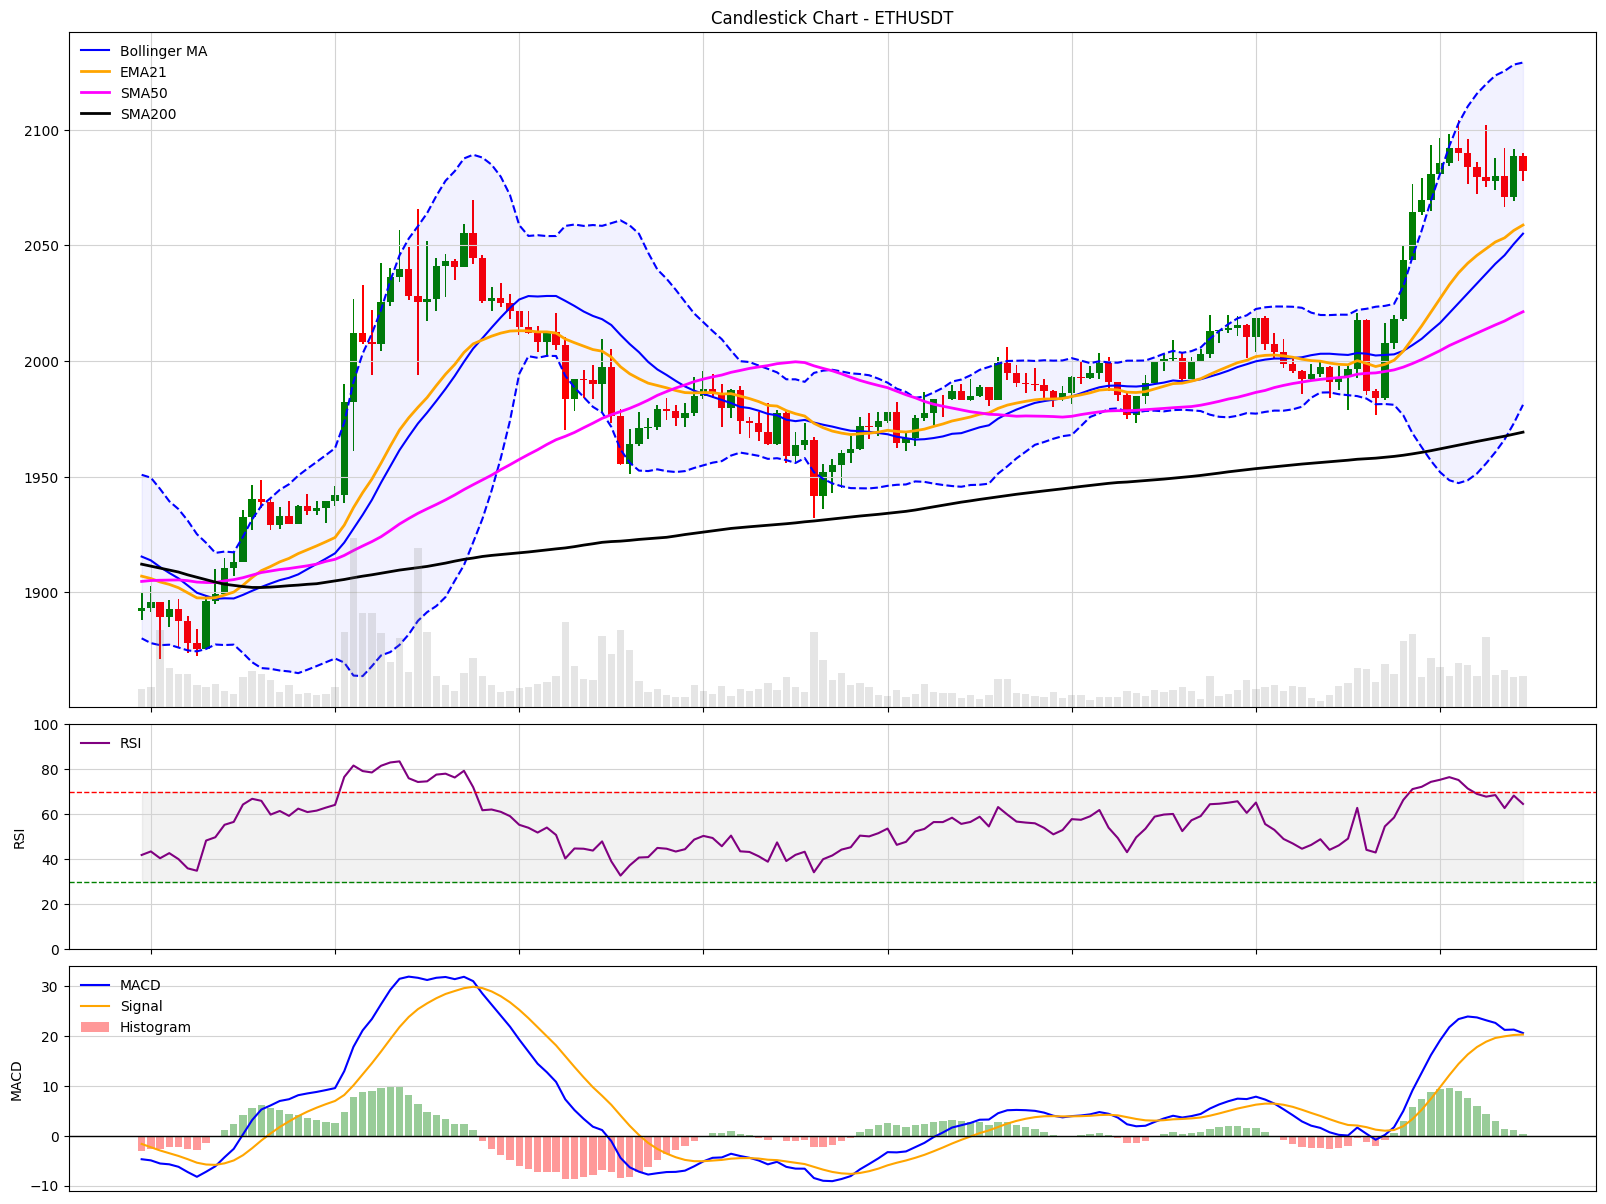 Candlestick Chart - ETHUSDT
Bollinger MA
EMA21
SMA50
SMA200
2100
2050
2000
1950
1900
RSI
100
80
60
40
20
0
RSI
MACD
Signal
Histogram
30
20
10
0
−10
MACD